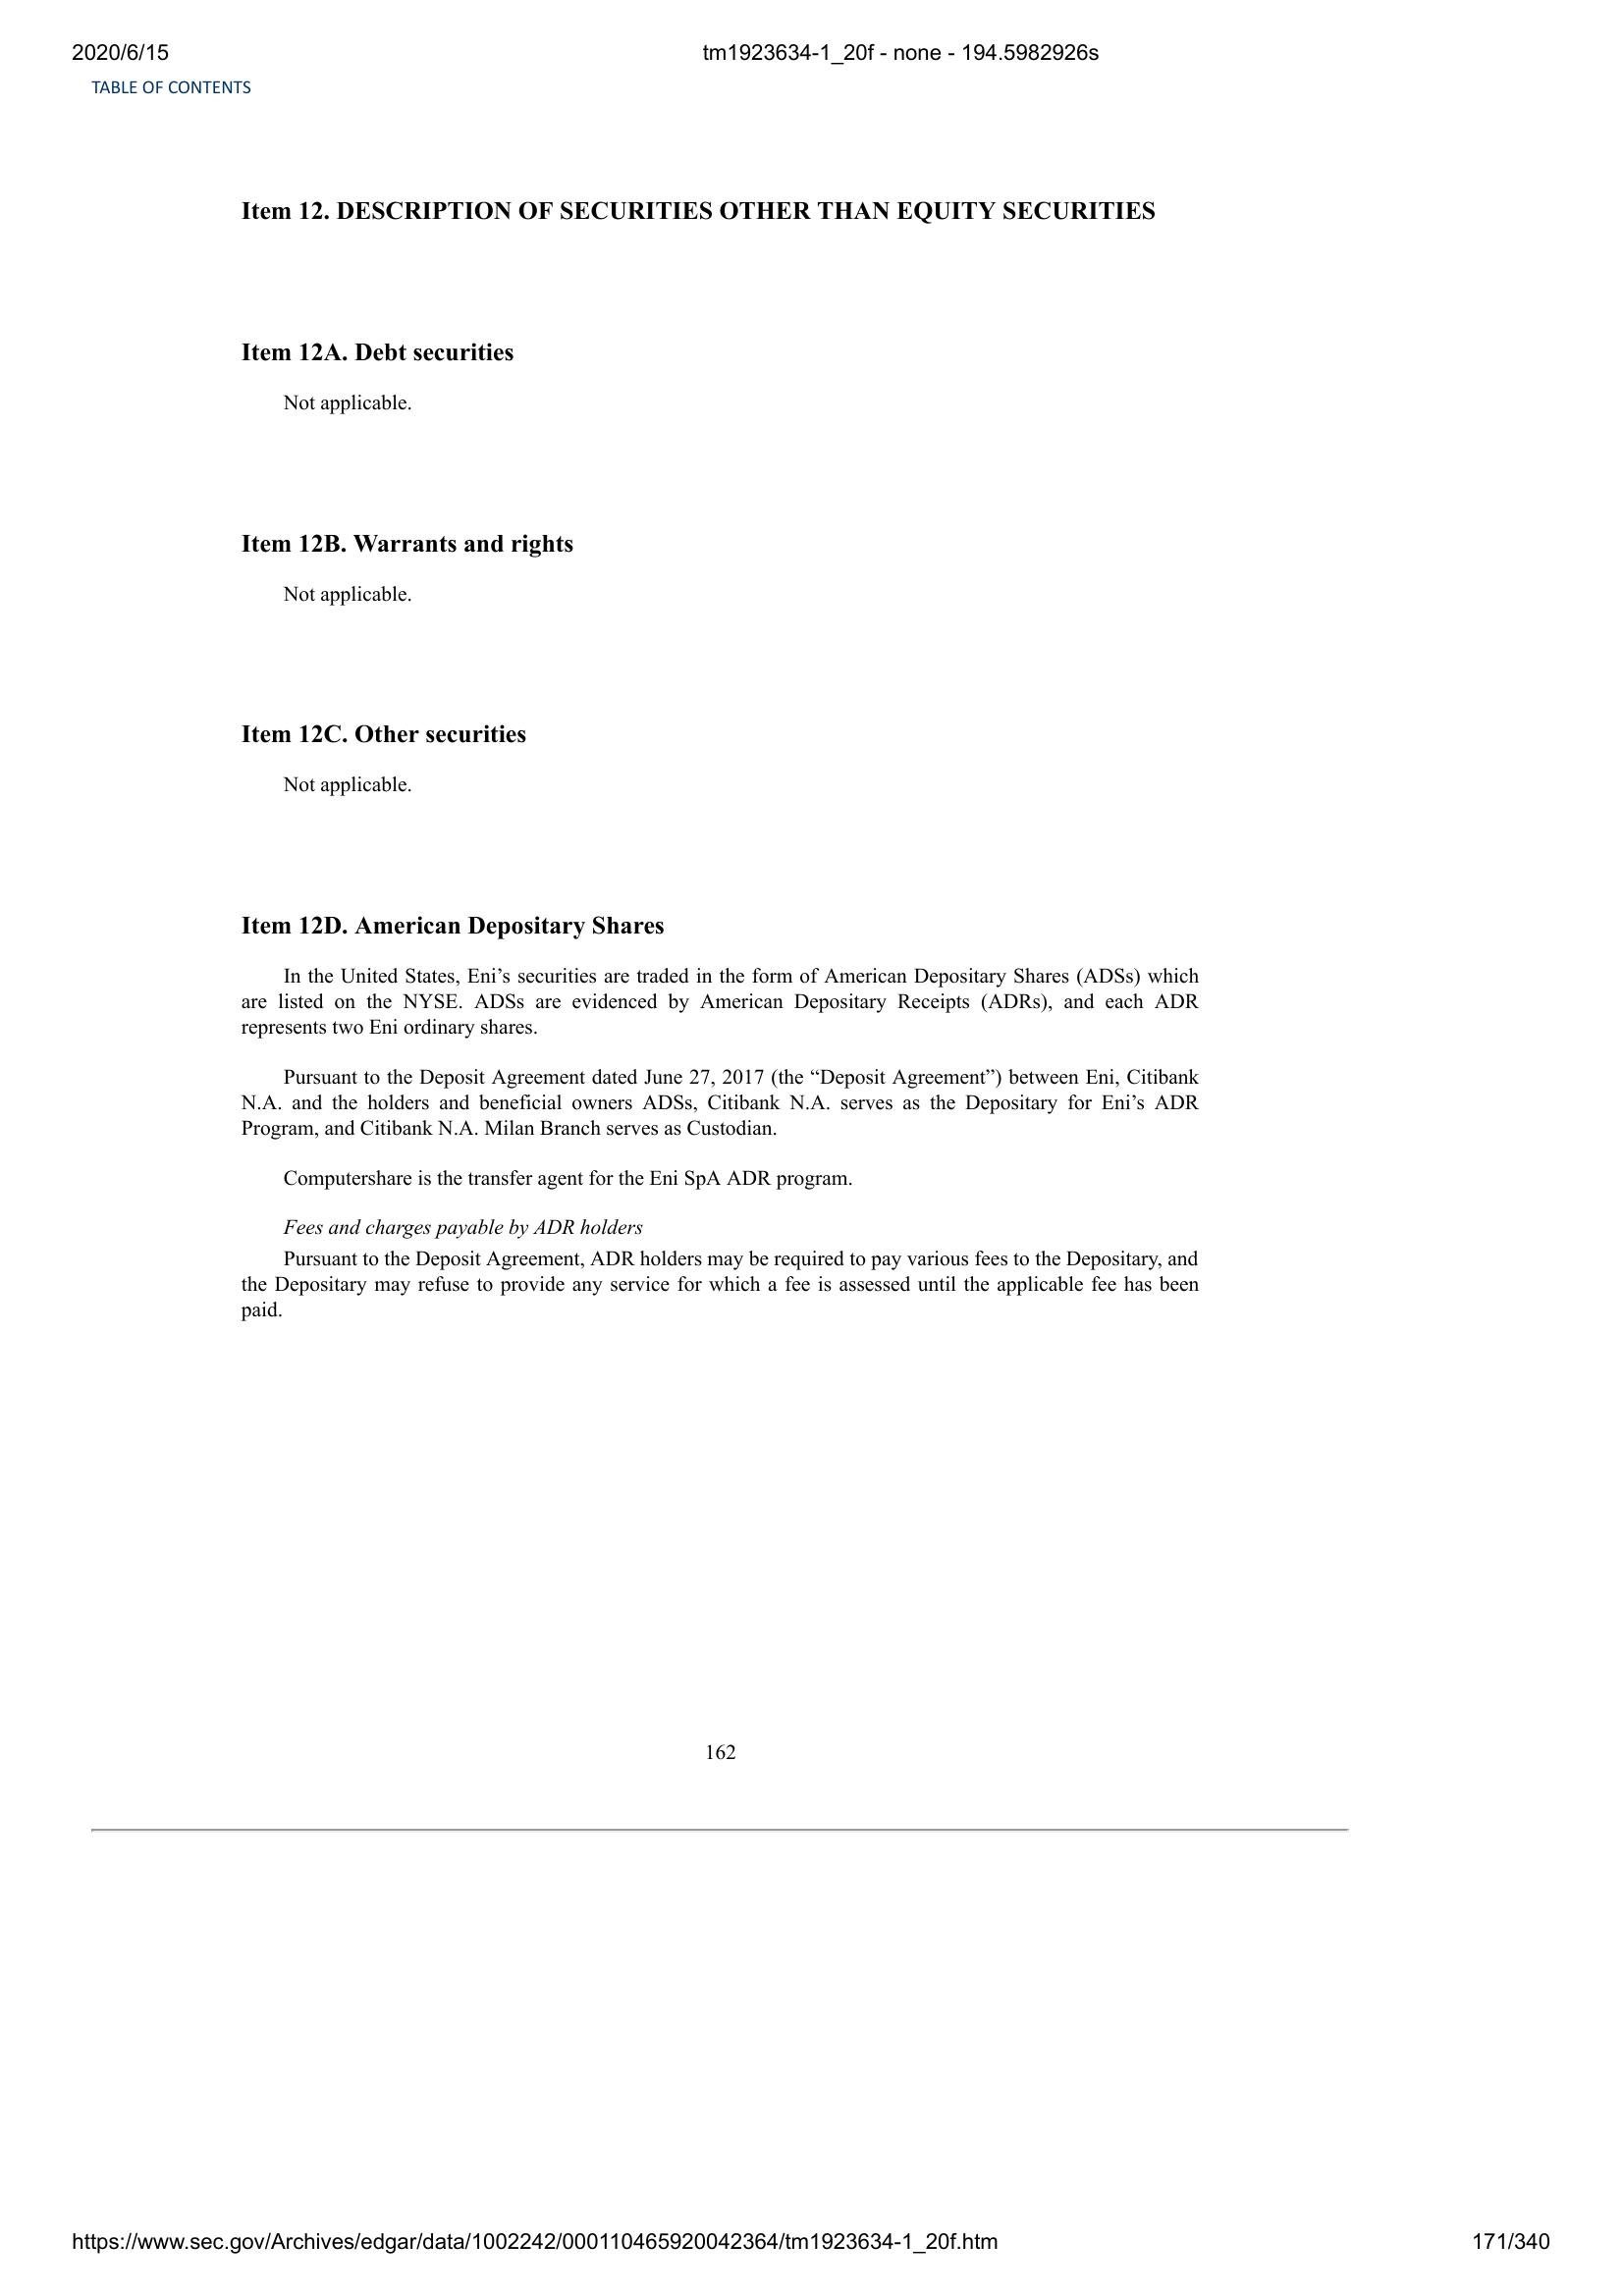 2020/6/15
tm1923634-1_20f - none - 194.5982926s
TABLE OF CONTENTS
Item 12. DESCRIPTION OF SECURITIES OTHER THAN EQUITY SECURITIES
Item 12A. Debt securities
Not applicable.
Item 12B. Warrants and rights
Not applicable.
Item 12C. Other securities
Not applicable.
Item 12D. American Depositary Shares
In the United States, Eni’s securities are traded in the form of American Depositary Shares (ADSs) which
are listed on the NYSE. ADSs are evidenced by American Depositary Receipts (ADRs), and each ADR
represents two Eni ordinary shares.
Pursuant to the Deposit Agreement dated June 27, 2017 (the “Deposit Agreement”) between Eni, Citibank
N.A. and the holders and beneficial owners ADSs, Citibank N.A. serves as the Depositary for Eni’s ADR
Program, and Citibank N.A. Milan Branch serves as Custodian.
Computershare is the transfer agent for the Eni SpA ADR program.
Fees and charges payable by ADR holders
Pursuant to the Deposit Agreement, ADR holders may be required to pay various fees to the Depositary, and
the Depositary may refuse to provide any service for which a fee is assessed until the applicable fee has been
paid.
162
https://www.sec.gov/Archives/edgar/data/1002242/000110465920042364/tm1923634-1_20f.htm
171/340